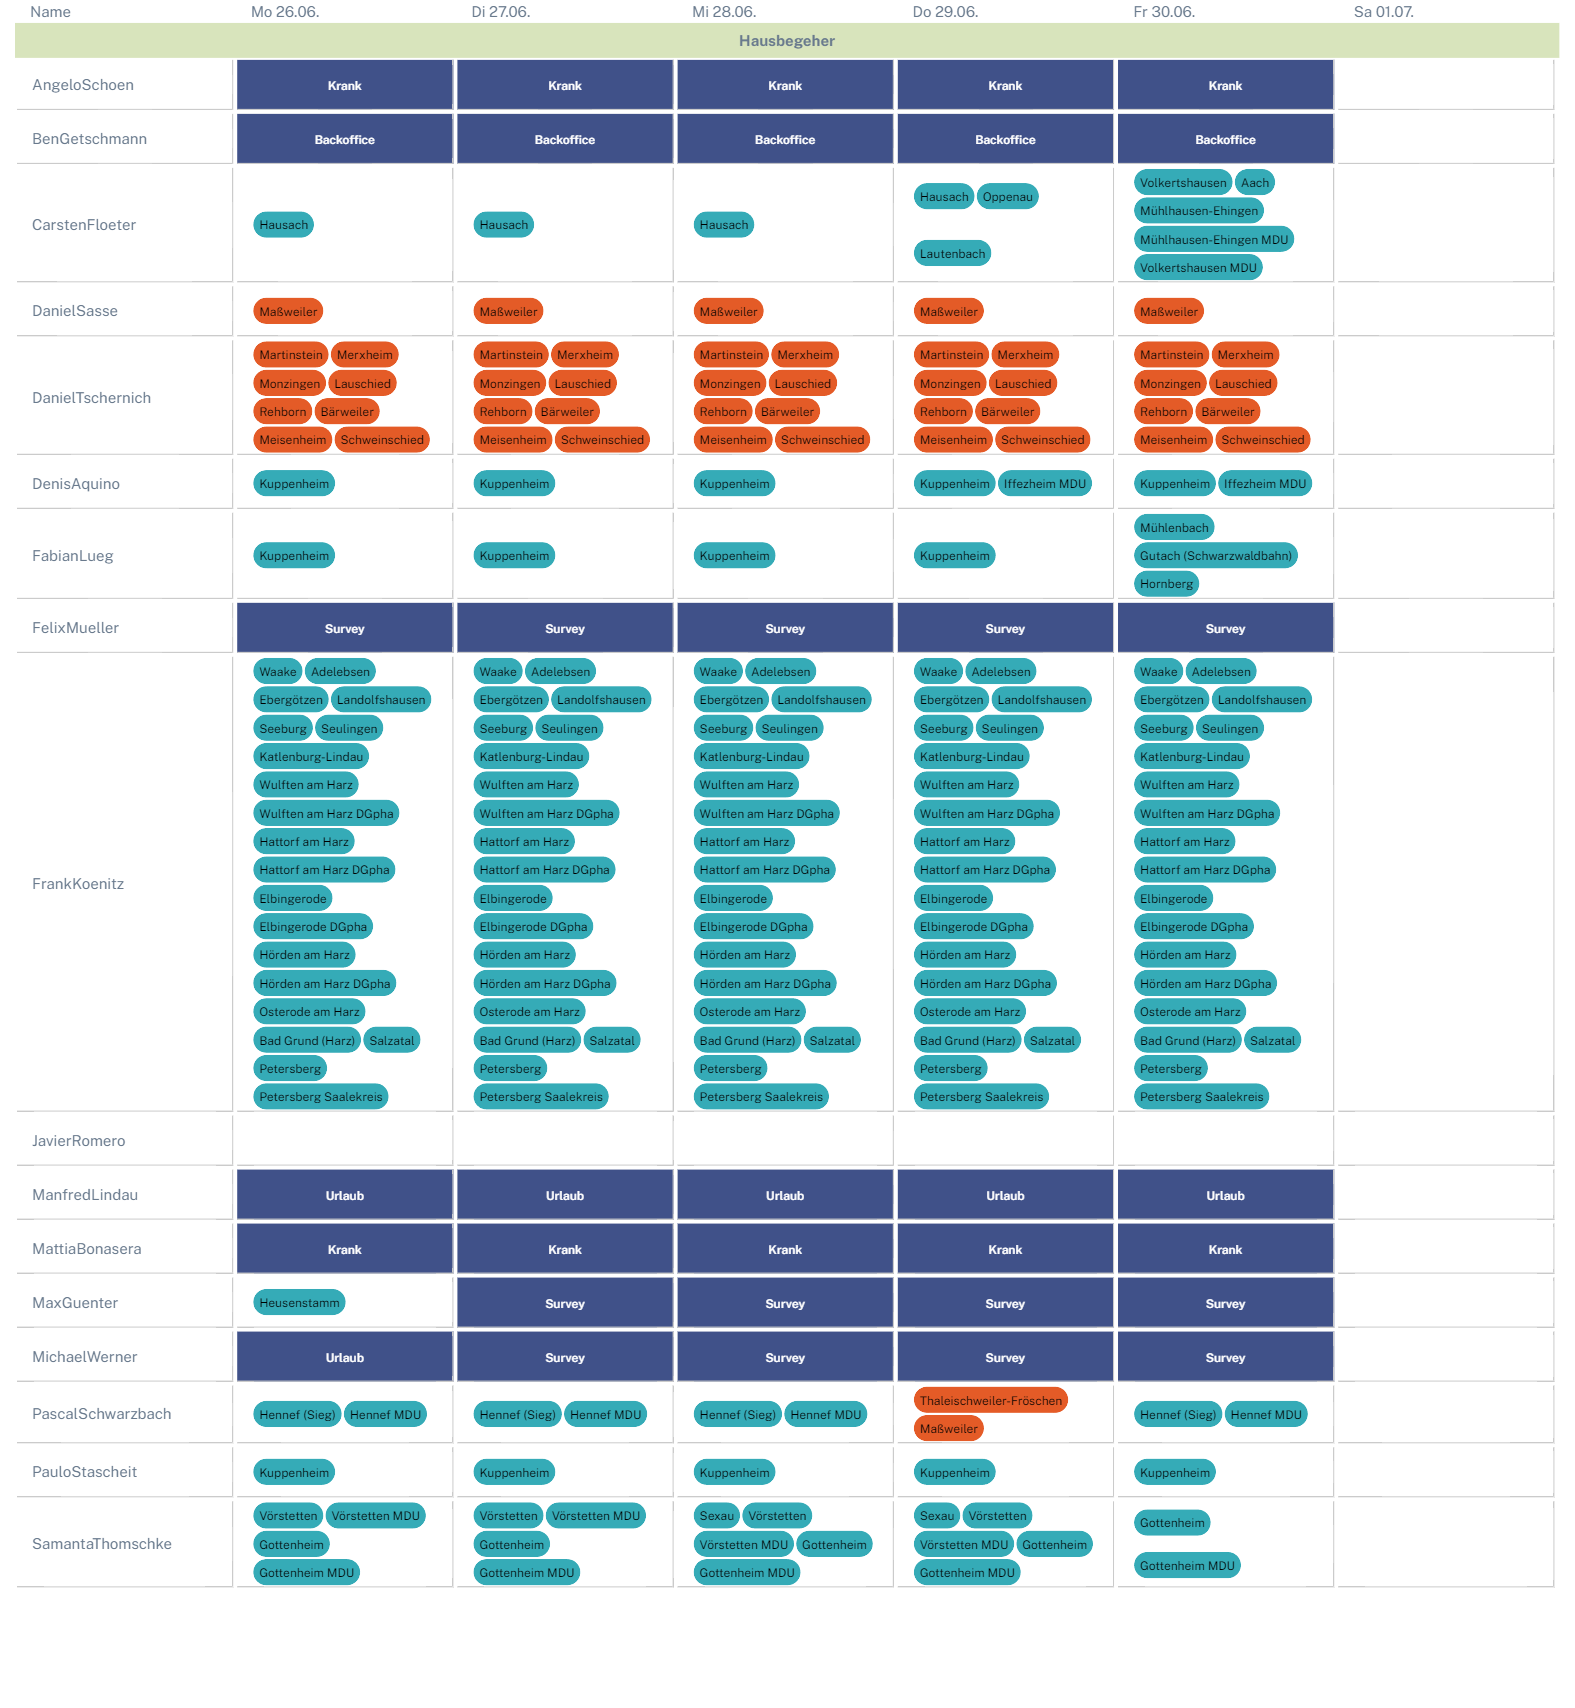 Name Mo 26.06. Di 27.06. Mi 28.06. Do 29.06. Fr 30.06. Sa 01.07.
Hausbegeher
AngeloSchoen Krank Krank Krank Krank Krank
BenGetschmann Backoffice Backoffice Backoffice Backoffice Backoffice
CarstenFloeter
Hausach
Hausach
Hausach
Hausach Oppenau
Lautenbach
Volkertshausen Aach
Mühlhausen-Ehingen
Mühlhausen-Ehingen MDU
Volkertshausen MDU
DanielSasse Maßweiler Maßweiler Maßweiler Maßweiler Maßweiler
DanielTschernich
Martinstein Merxheim
Monzingen Lauschied
Rehborn Bärweiler
Meisenheim Schweinschied
Martinstein Merxheim
Monzingen Lauschied
Rehborn Bärweiler
Meisenheim Schweinschied
Martinstein Merxheim
Monzingen Lauschied
Rehborn Bärweiler
Meisenheim Schweinschied
Martinstein Merxheim
Monzingen Lauschied
Rehborn Bärweiler
Meisenheim Schweinschied
Martinstein Merxheim
Monzingen Lauschied
Rehborn Bärweiler
Meisenheim Schweinschied
DenisAquino Kuppenheim Kuppenheim Kuppenheim Kuppenheim Iffezheim MDU Kuppenheim Iffezheim MDU
FabianLueg
Kuppenheim
Kuppenheim
Kuppenheim
Kuppenheim
Mühlenbach
Gutach (Schwarzwaldbahn)
Hornberg
FelixMueller Survey Survey Survey Survey Survey
FrankKoenitz
Waake Adelebsen
Ebergötzen Landolfshausen
Seeburg Seulingen
Katlenburg-Lindau
Wulften am Harz
Wulften am Harz DGpha
Hattorf am Harz
Hattorf am Harz DGpha
Elbingerode
Elbingerode DGpha
Hörden am Harz
Hörden am Harz DGpha
Osterode am Harz
Bad Grund (Harz) Salzatal
Petersberg
Petersberg Saalekreis
Waake Adelebsen
Ebergötzen Landolfshausen
Seeburg Seulingen
Katlenburg-Lindau
Wulften am Harz
Wulften am Harz DGpha
Hattorf am Harz
Hattorf am Harz DGpha
Elbingerode
Elbingerode DGpha
Hörden am Harz
Hörden am Harz DGpha
Osterode am Harz
Bad Grund (Harz) Salzatal
Petersberg
Petersberg Saalekreis
Waake Adelebsen
Ebergötzen Landolfshausen
Seeburg Seulingen
Katlenburg-Lindau
Wulften am Harz
Wulften am Harz DGpha
Hattorf am Harz
Hattorf am Harz DGpha
Elbingerode
Elbingerode DGpha
Hörden am Harz
Hörden am Harz DGpha
Osterode am Harz
Bad Grund (Harz) Salzatal
Petersberg
Petersberg Saalekreis
Waake Adelebsen
Ebergötzen Landolfshausen
Seeburg Seulingen
Katlenburg-Lindau
Wulften am Harz
Wulften am Harz DGpha
Hattorf am Harz
Hattorf am Harz DGpha
Elbingerode
Elbingerode DGpha
Hörden am Harz
Hörden am Harz DGpha
Osterode am Harz
Bad Grund (Harz) Salzatal
Petersberg
Petersberg Saalekreis
Waake Adelebsen
Ebergötzen Landolfshausen
Seeburg Seulingen
Katlenburg-Lindau
Wulften am Harz
Wulften am Harz DGpha
Hattorf am Harz
Hattorf am Harz DGpha
Elbingerode
Elbingerode DGpha
Hörden am Harz
Hörden am Harz DGpha
Osterode am Harz
Bad Grund (Harz) Salzatal
Petersberg
Petersberg Saalekreis
JavierRomero
ManfredLindau Urlaub Urlaub Urlaub Urlaub Urlaub
MattiaBonasera Krank Krank Krank Krank Krank
MaxGuenter Heusenstamm Survey Survey Survey Survey
MichaelWerner Urlaub Survey Survey Survey Survey
PascalSchwarzbach
Hennef (Sieg) Hennef MDU
Hennef (Sieg) Hennef MDU
Hennef (Sieg) Hennef MDU
Thaleischweiler-Fröschen
Maßweiler
Hennef (Sieg) Hennef MDU
PauloStascheit Kuppenheim Kuppenheim Kuppenheim Kuppenheim Kuppenheim
SamantaThomschke
Vörstetten Vörstetten MDU
Gottenheim
Gottenheim MDU
Vörstetten Vörstetten MDU
Gottenheim
Gottenheim MDU
Sexau Vörstetten
Vörstetten MDU Gottenheim
Gottenheim MDU
Sexau Vörstetten
Vörstetten MDU Gottenheim
Gottenheim MDU
Gottenheim
Gottenheim MDU